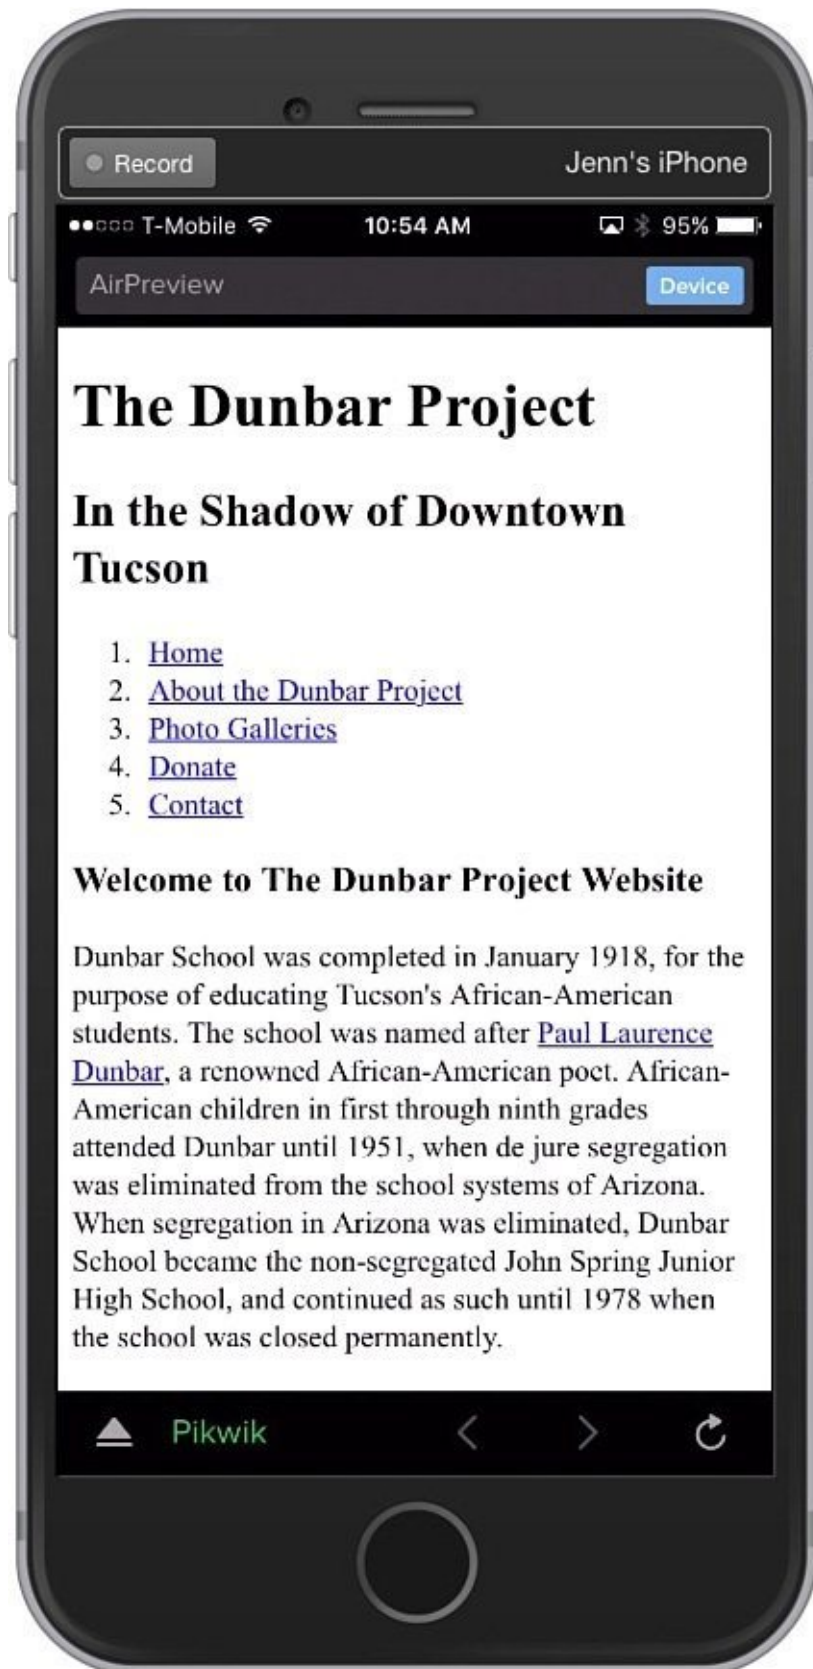 Record Jenn's iPhone
T-Mobile 10:54 AM 95%
AirPreview Device
The Dunbar Project
In the Shadow of Downtown
Tucson
1. Home
2. About the Dunbar Project
3. Photo Galleries
4. Donate
5. Contact
Welcome to The Dunbar Project Website
Dunbar School was completed in January 1918, for the
purpose of educating Tucson's African-American
students. The school was named after Paul Laurence
Dunbar, a renowned African-American poet. African-
American children in first through ninth grades
attended Dunbar until 1951, when de jure segregation
was eliminated from the school systems of Arizona.
When segregation in Arizona was eliminated, Dunbar
School became the non-segregated John Spring Junior
High School, and continued as such until 1978 when
the school was closed permanently.
Pikwik